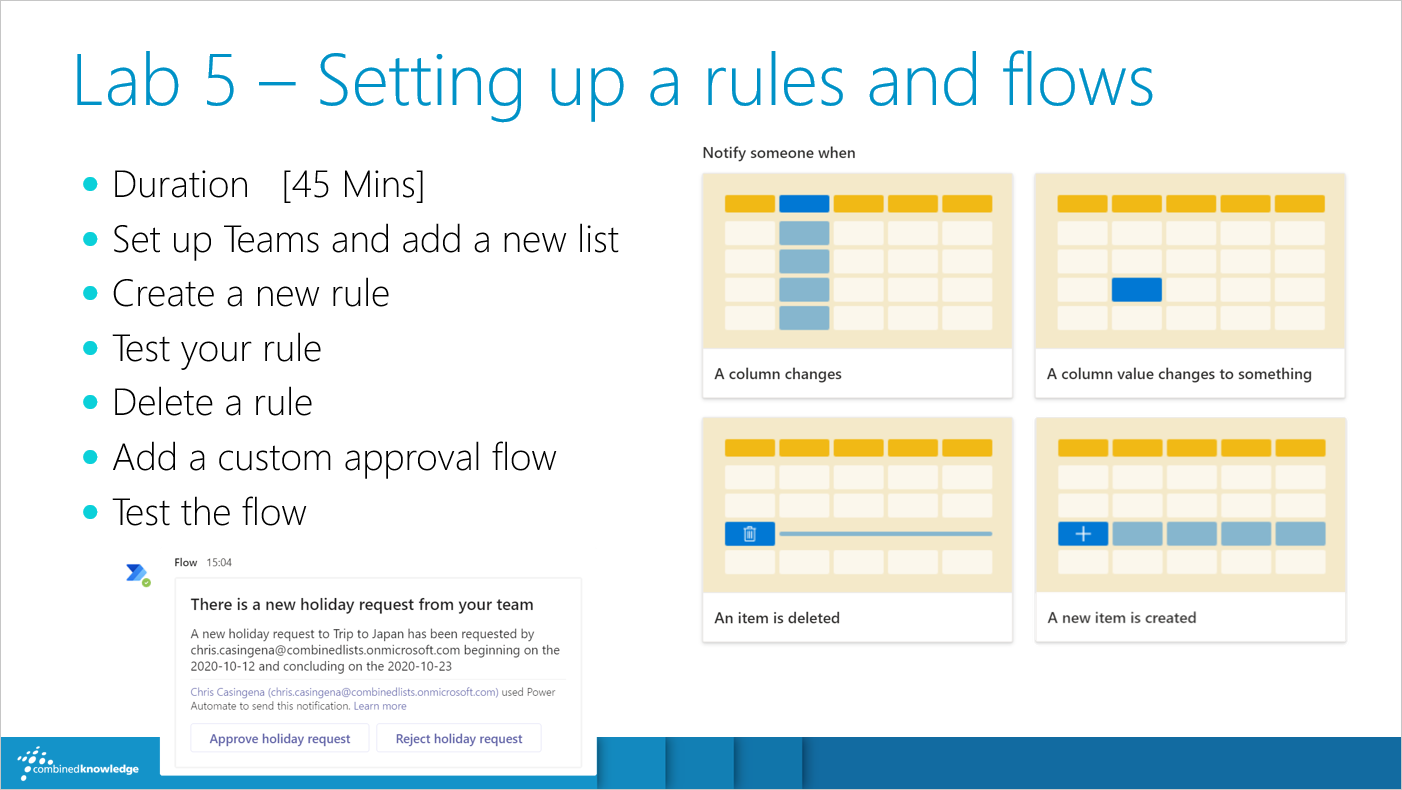 Lab 5 – Setting up a rules and flows
Duration [45 Mins]
Set up Teams and add a new list
Create a new rule
Test your rule
Delete a rule
Add a custom approval flow
Test the flow
Flow 15:04
There is a new holiday request from your team
A new holiday request to Trip to Japan has been requested by
chris.casingena@combinedlists.onmicrosoft.com beginning on the
2020-10-12 and concluding on the 2020-10-23
Chris Casingena (chris.casingena@combinedlists.onmicrosoft.com) used Power
Automate to send this notification. Learn more
Approve holiday request Reject holiday request
Notify someone when
A column changes
A column value changes to something
An item is deleted
A new item is created
combinedknowledge